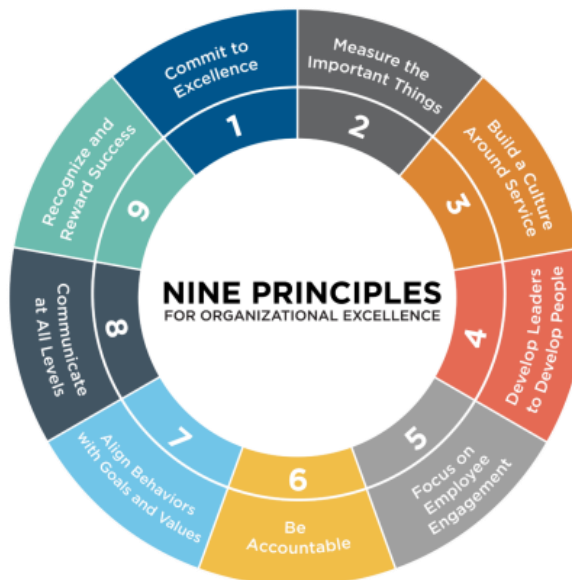 NINE PRINCIPLES
FOR ORGANIZATIONAL EXCELLENCE
Commit to
Excellence
1
Measure the
Important Things
2
Build a Culture
Around Service
3
Develop Leaders
to Develop People
4
Focus on
Employee
Engagement
5
Be
Accountable
6
Align Behaviors
with Goals and Values
7
Communicate
at All Levels
8
Recognize and
Reward Success
9